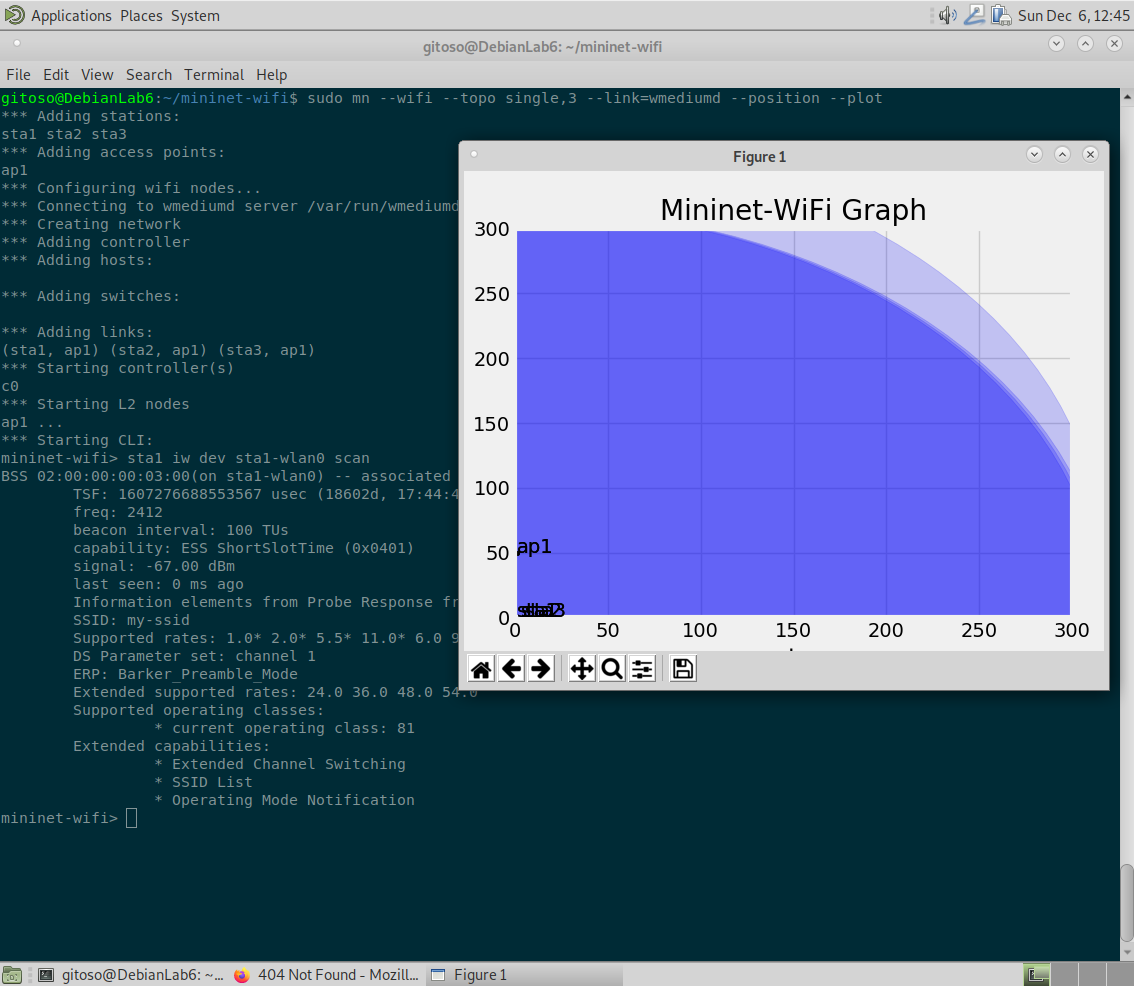 Applications Places System
Sun Dec 6, 12:45
gitoso@DebianLab6: ~/mininet-wifi
File Edit View Search Terminal Help
gitoso@DebianLab6:~/mininet-wifi$ sudo mn --wifi --topo single,3 --link=wmediumd --position --plot
*** Adding stations:
sta1 sta2 sta3
*** Adding access points:
ap1
*** Configuring wifi nodes...
*** Connecting to wmediumd server /var/run/wmediumd
*** Creating network
*** Adding controller
*** Adding hosts:
*** Adding switches:
*** Adding links:
(sta1, ap1) (sta2, ap1) (sta3, ap1)
*** Starting controller(s)
c0
*** Starting L2 nodes
ap1 ...
*** Starting CLI:
mininet-wifi> sta1 iw dev sta1-wlan0 scan
BSS 02:00:00:00:03:00(on sta1-wlan0) -- associated
TSF: 1607276688553567 usec (18602d, 17:44:4
freq: 2412
beacon interval: 100 TUs
capability: ESS ShortSlotTime (0x0401)
signal: -67.00 dBm
last seen: 0 ms ago
Information elements from Probe Response fr
SSID: my-ssid
Supported rates: 1.0* 2.0* 5.5* 11.0* 6.0 9
DS Parameter set: channel 1
ERP: Barker_Preamble_Mode
Extended supported rates: 24.0 36.0 48.0 54.0
Supported operating classes:
* current operating class: 81
Extended capabilities:
* Extended Channel Switching
* SSID List
* Operating Mode Notification
mininet-wifi>
Figure 1
Mininet-WiFi Graph
300
250
200
150
100
50
0
ap1
0 50 100 150 200 250 300
gitoso@DebianLab6: ~...
404 Not Found - Mozill...
Figure 1